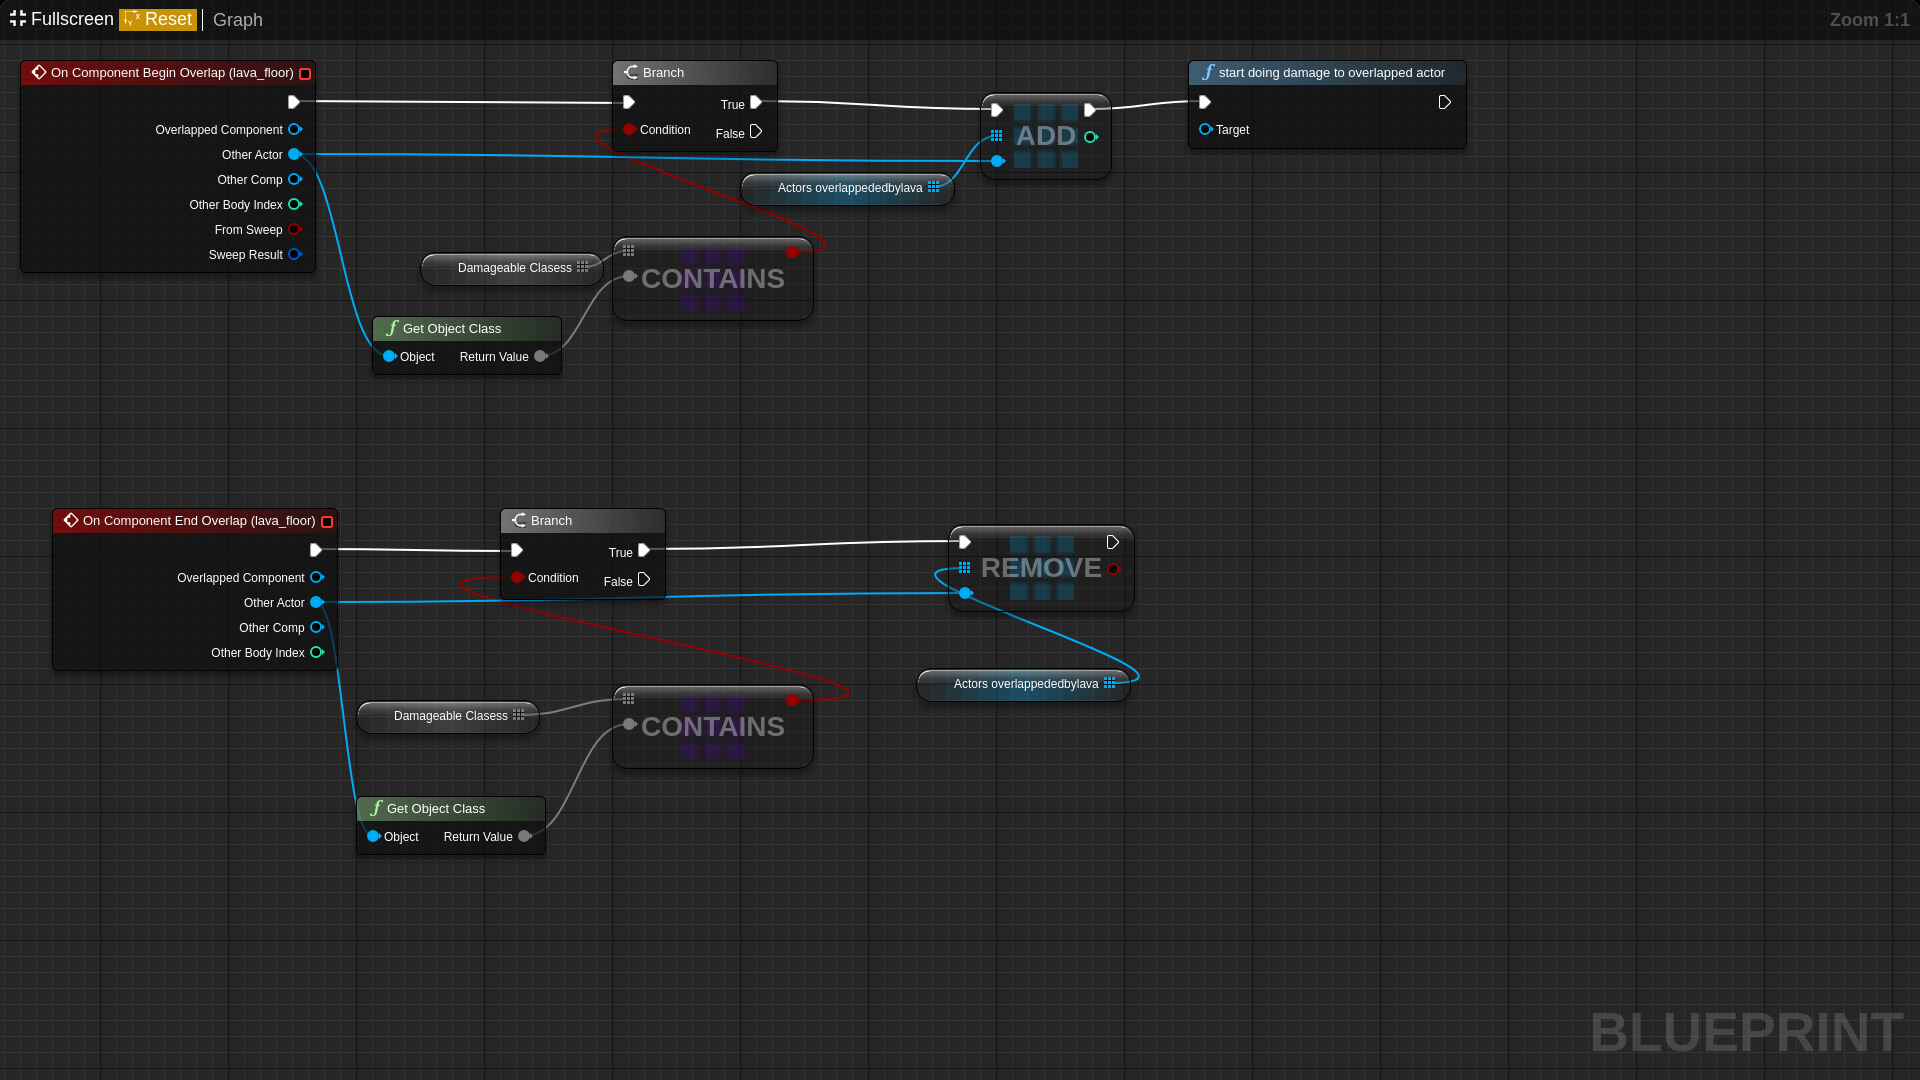 Fullscreen Reset Graph Zoom 1:1
On Component Begin Overlap (lava_floor)
Overlapped Component
Other Actor
Other Comp
Other Body Index
From Sweep
Sweep Result
Branch
True
Condition
False
ADD
start doing damage to overlapped actor
Target
Actors overlappededbylava
Damageable Clasess
CONTAINS
Get Object Class
Object Return Value
On Component End Overlap (lava_floor)
Overlapped Component
Other Actor
Other Comp
Other Body Index
Branch
True
Condition
False
REMOVE
Actors overlappededbylava
Damageable Clasess
CONTAINS
Get Object Class
Object Return Value
BLUEPRINT